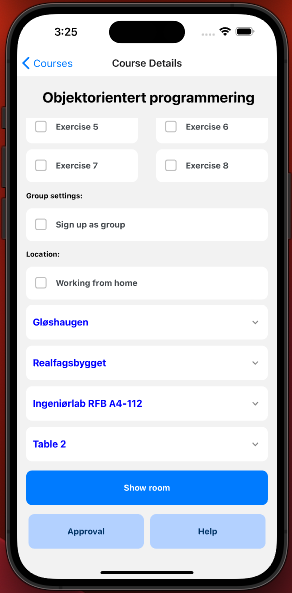 3:25
Courses
Course Details
Objektorientert programmering
Exercise 5
Exercise 6
Exercise 7
Exercise 8
Group settings:
Sign up as group
Location:
Working from home
Gløshaugen
Realfagsbygget
Ingeniørlab RFB A4-112
Table 2
Show room
Approval
Help